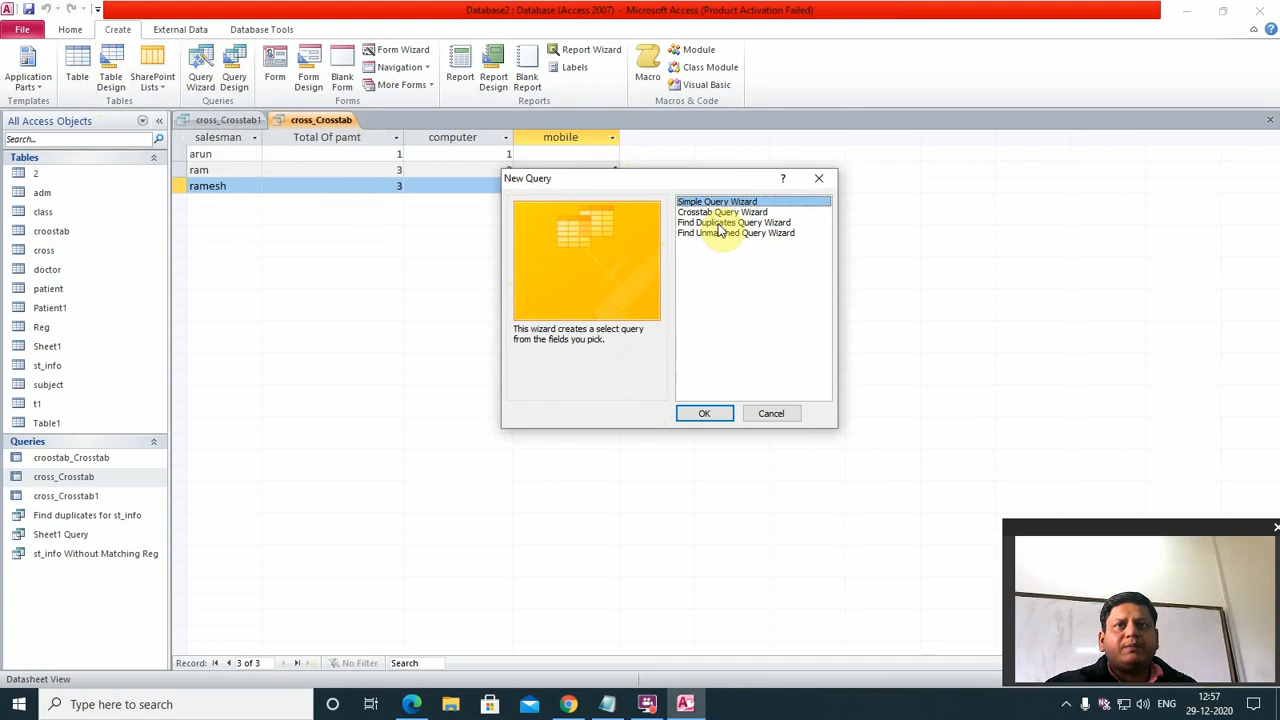 Database2 : Database (Access 2007) – Microsoft Access (Product Activation Failed)
File Home Create External Data Database Tools
Application Parts Table Table Design SharePoint Lists Query Wizard Query Design Form Form Design Blank Form Form Wizard Navigation More Forms Report Report Design Blank Report Report Wizard Labels Macro Module Class Module Visual Basic
Templates Tables Queries Forms Reports Macros & Code
All Access Objects
Search...
Tables
2
adm
class
croostab
cross
doctor
patient
Patient1
Reg
Sheet1
st_info
subject
t1
Table1
Queries
croostab_Crosstab
cross_Crosstab
cross_Crosstab1
Find duplicates for st_info
Sheet1 Query
st_info Without Matching Reg
cross_Crosstab1 cross_Crosstab
salesman Total Of pamt computer mobile
arun 1 1
ram 3
ramesh 3
New Query
Simple Query Wizard
Crosstab Query Wizard
Find Duplicates Query Wizard
Find Unmatched Query Wizard
This wizard creates a select query
from the fields you pick.
OK Cancel
Record: 3 of 3 No Filter Search
Datasheet View
Type here to search
ENG
12:57
29-12-2020